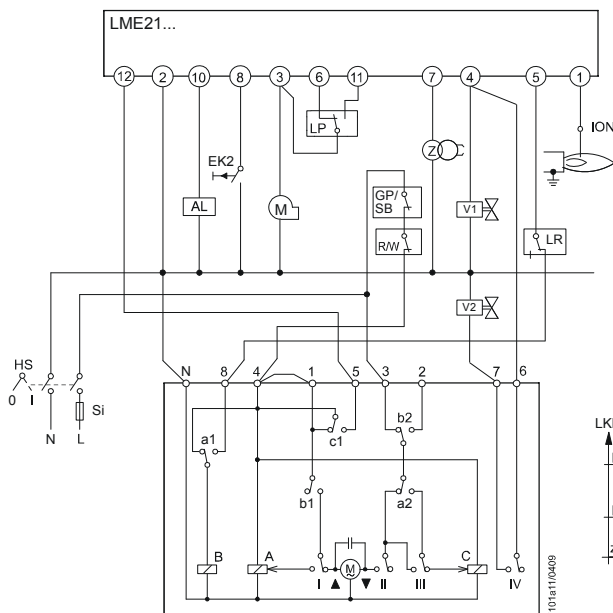 LME21...
12 2 10 8 3 6 11 7 4 5 1
LP
ION
EK2
Z
GP/
SB
V1
AL
M
R/W
LR
V2
HS
0 I
Si
N L
N 8 4 1 5 3 2 7 6
LK
c1
b2
a1
b1
a2
B A
M
~
C
I ▲ ▼ II III IV
101a11/0409